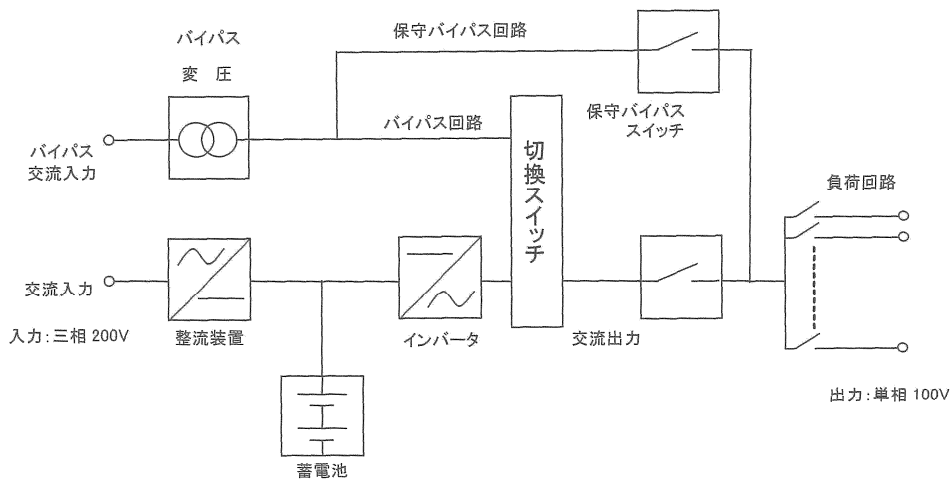 バイパス
変 圧
保守バイパス回路
保守バイパス
スイッチ
バイパス回路
バイパス
交流入力
切換スイッチ
負荷回路
交流入力
入力:三相 200V
整流装置
インバータ
交流出力
出力:単相 100V
蓄電池